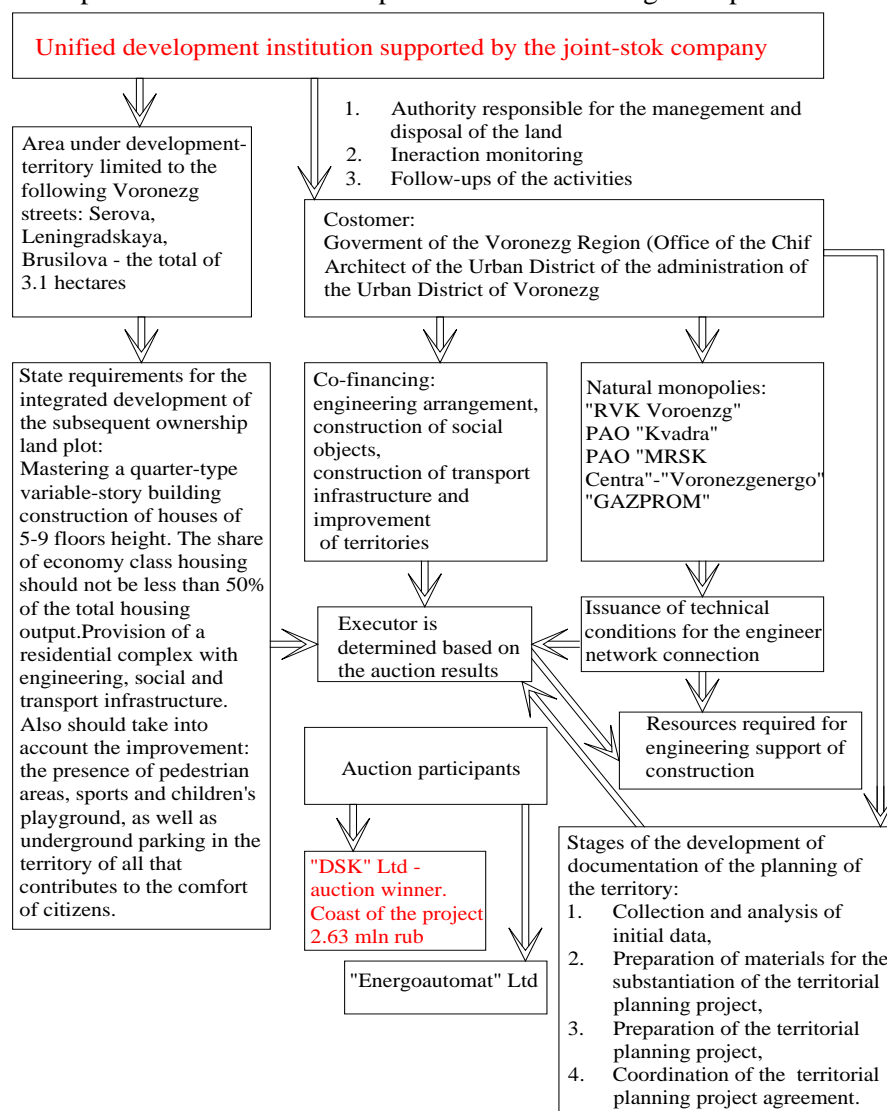 Unified development institution supported by the joint-stok company
1. Authority responsible for the manegement and
disposal of the land
2. Ineraction monitoring
3. Follow-ups of the activities
Area under development-
territory limited to the
following Voronezg
streets: Serova,
Leningradskaya,
Brusilova - the total of
3.1 hectares
Costomer:
Goverment of the Voronezg Region (Office of the Chif
Architect of the Urban District of the administration of
the Urban District of Voronezg
State requirements for the
integrated development of
the subsequent ownership
land plot:
Mastering a quarter-type
variable-story building
construction of houses of
5-9 floors height. The share
of economy class housing
should not be less than 50%
of the total housing
output.Provision of a
residential complex with
engineering, social and
transport infrastructure.
Also should take into
account the improvement:
the presence of pedestrian
areas, sports and children's
playground, as well as
underground parking in the
territory of all that
contributes to the comfort
of citizens.
Co-financing:
engineering arrangement,
construction of social
objects,
construction of transport
infrastructure and
improvement
of territories
Natural monopolies:
"RVK Voroenzg"
PAO "Kvadra"
PAO "MRSK
Centra"-"Voronezgenergo"
"GAZPROM"
Executor is
determined based on
the auction results
Issuance of technical
conditions for the engineer
network connection
Resources required for
engineering support of
construction
Auction participants
"DSK" Ltd -
auction winner.
Coast of the project
2.63 mln rub
"Energoautomat" Ltd
Stages of the development of
documentation of the planning of
the territory:
1. Collection and analysis of
initial data,
2. Preparation of materials for the
substantiation of the territorial
planning project,
3. Preparation of the territorial
planning project,
4. Coordination of the territorial
planning project agreement.